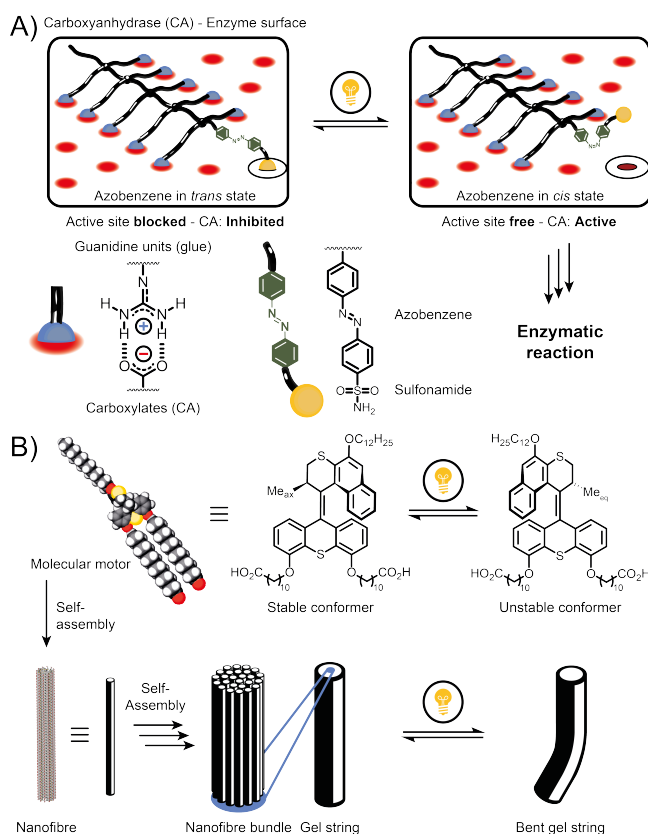 A)
Carboxyanhydrase (CA) - Enzyme surface
Azobenzene in trans state
Azobenzene in cis state
Active site blocked - CA: Inhibited
Active site free - CA: Active
Guanidine units (glue)
N
H
H
N
N
H
H
+
−
O
O
Carboxylates (CA)
N
N
N
N
Azobenzene
O
S
O
NH2
Sulfonamide
Enzymatic
reaction
B)
Molecular motor
≡
OC12H25
S
Meax
S
O
O
HO2C
CO2H
10
10
Stable conformer
H25C12O
S
Meeq
S
O
O
HO2C
CO2H
10
10
Unstable conformer
Self-
assembly
≡
Self-
Assembly
Nanofibre
Nanofibre bundle
Gel string
Bent gel string